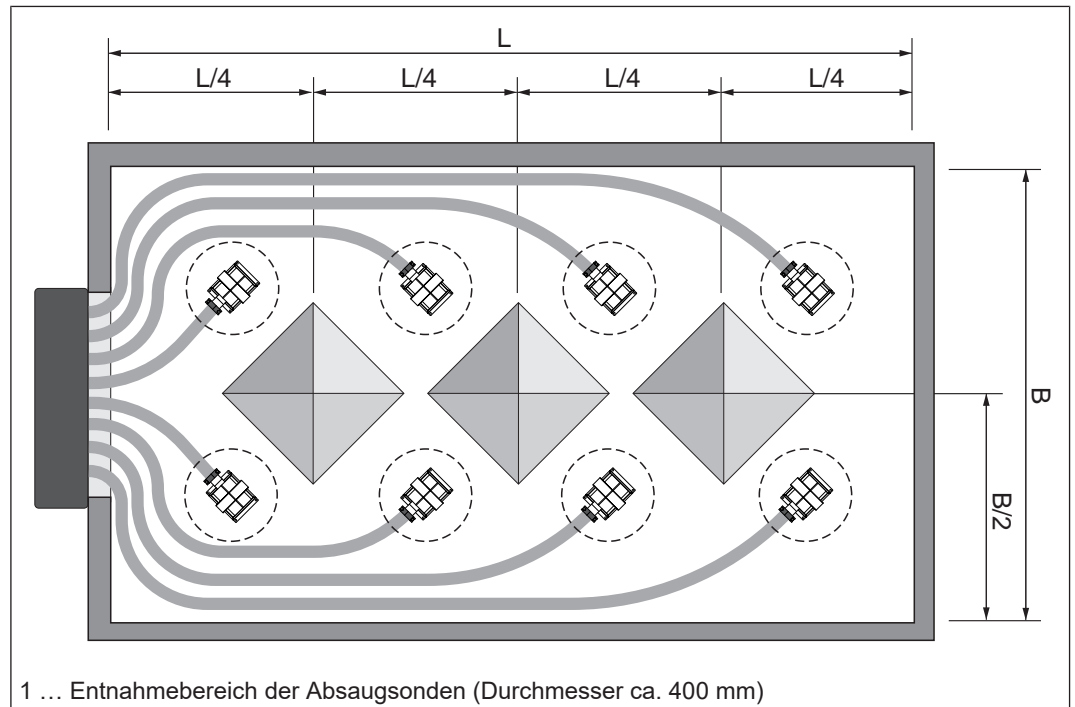 L
L/4 L/4 L/4 L/4
B
B/2
1 … Entnahmebereich der Absaugsonden (Durchmesser ca. 400 mm)